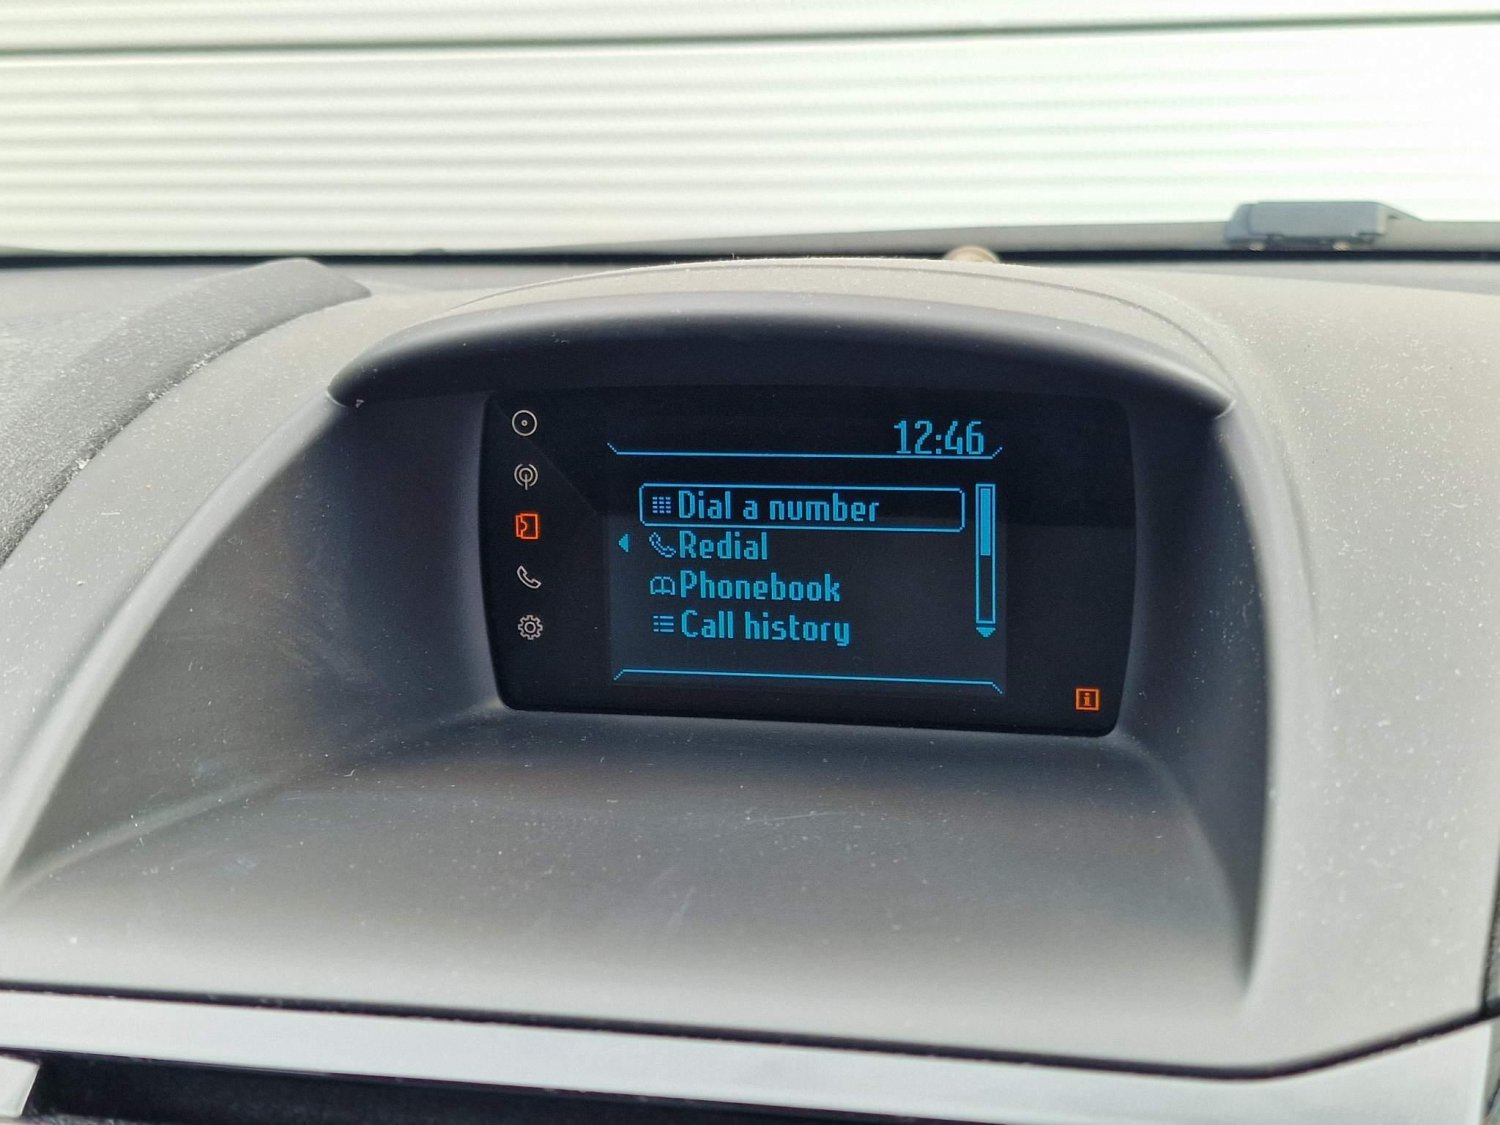 12:46
Dial a number
Redial
Phonebook
Call history
i